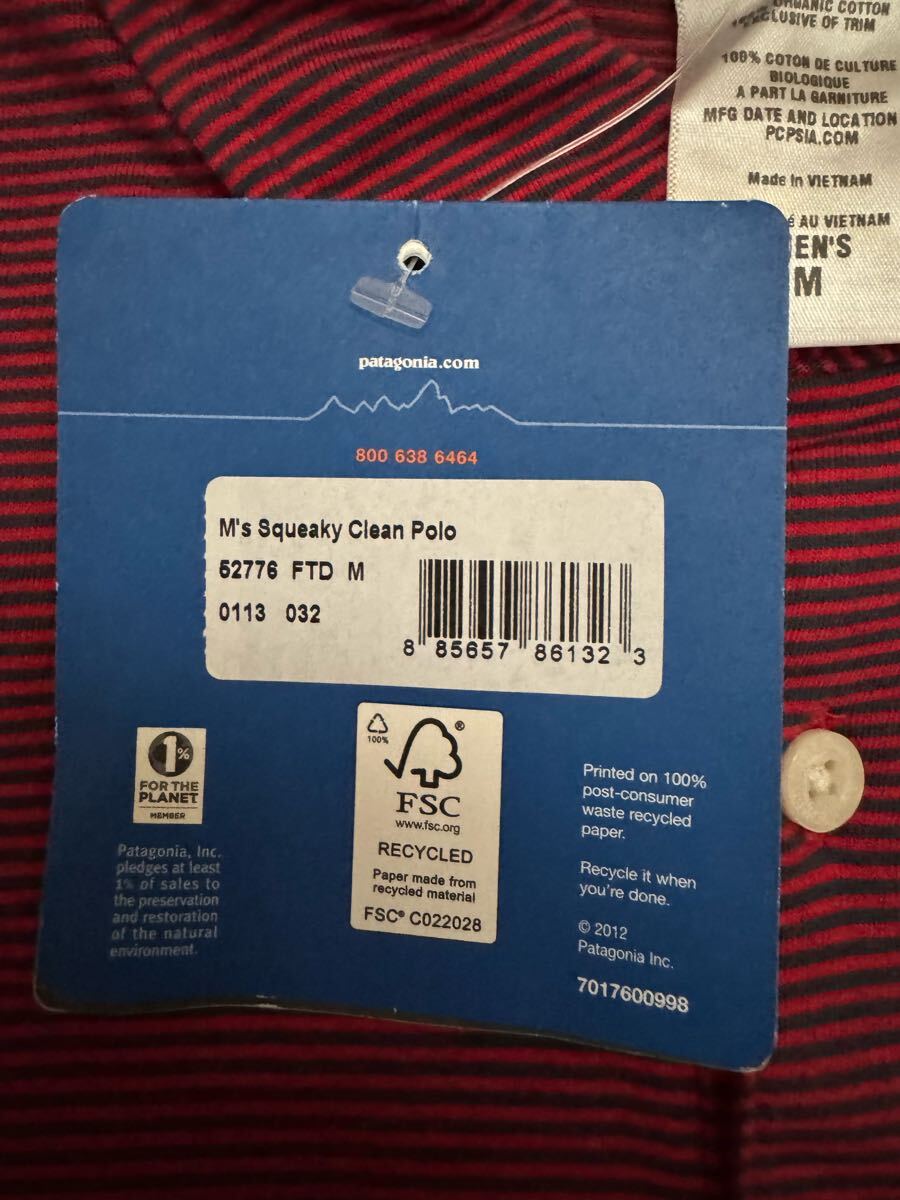 ORGANIC COTTON
EXCLUSIVE OF TRIM
100% COTON DE CULTURE
BIOLOGIQUE
A PART LA GARNITURE
MFG DATE AND LOCATION
PCPSIA.COM
Made in VIETNAM
é AU VIETNAM
EN'S
M
patagonia.com
800 638 6464
M's Squeaky Clean Polo
52776 FTD M
0113 032
8 85657 86132 3
1%
FOR THE
PLANET
MEMBER
Patagonia, Inc.
pledges at least
1% of sales to
the preservation
and restoration
of the natural
environment.
100%
®
FSC
www.fsc.org
RECYCLED
Paper made from
recycled material
FSC® C022028
Printed on 100%
post-consumer
waste recycled
paper.
Recycle it when
you're done.
© 2012
Patagonia Inc.
7017600998